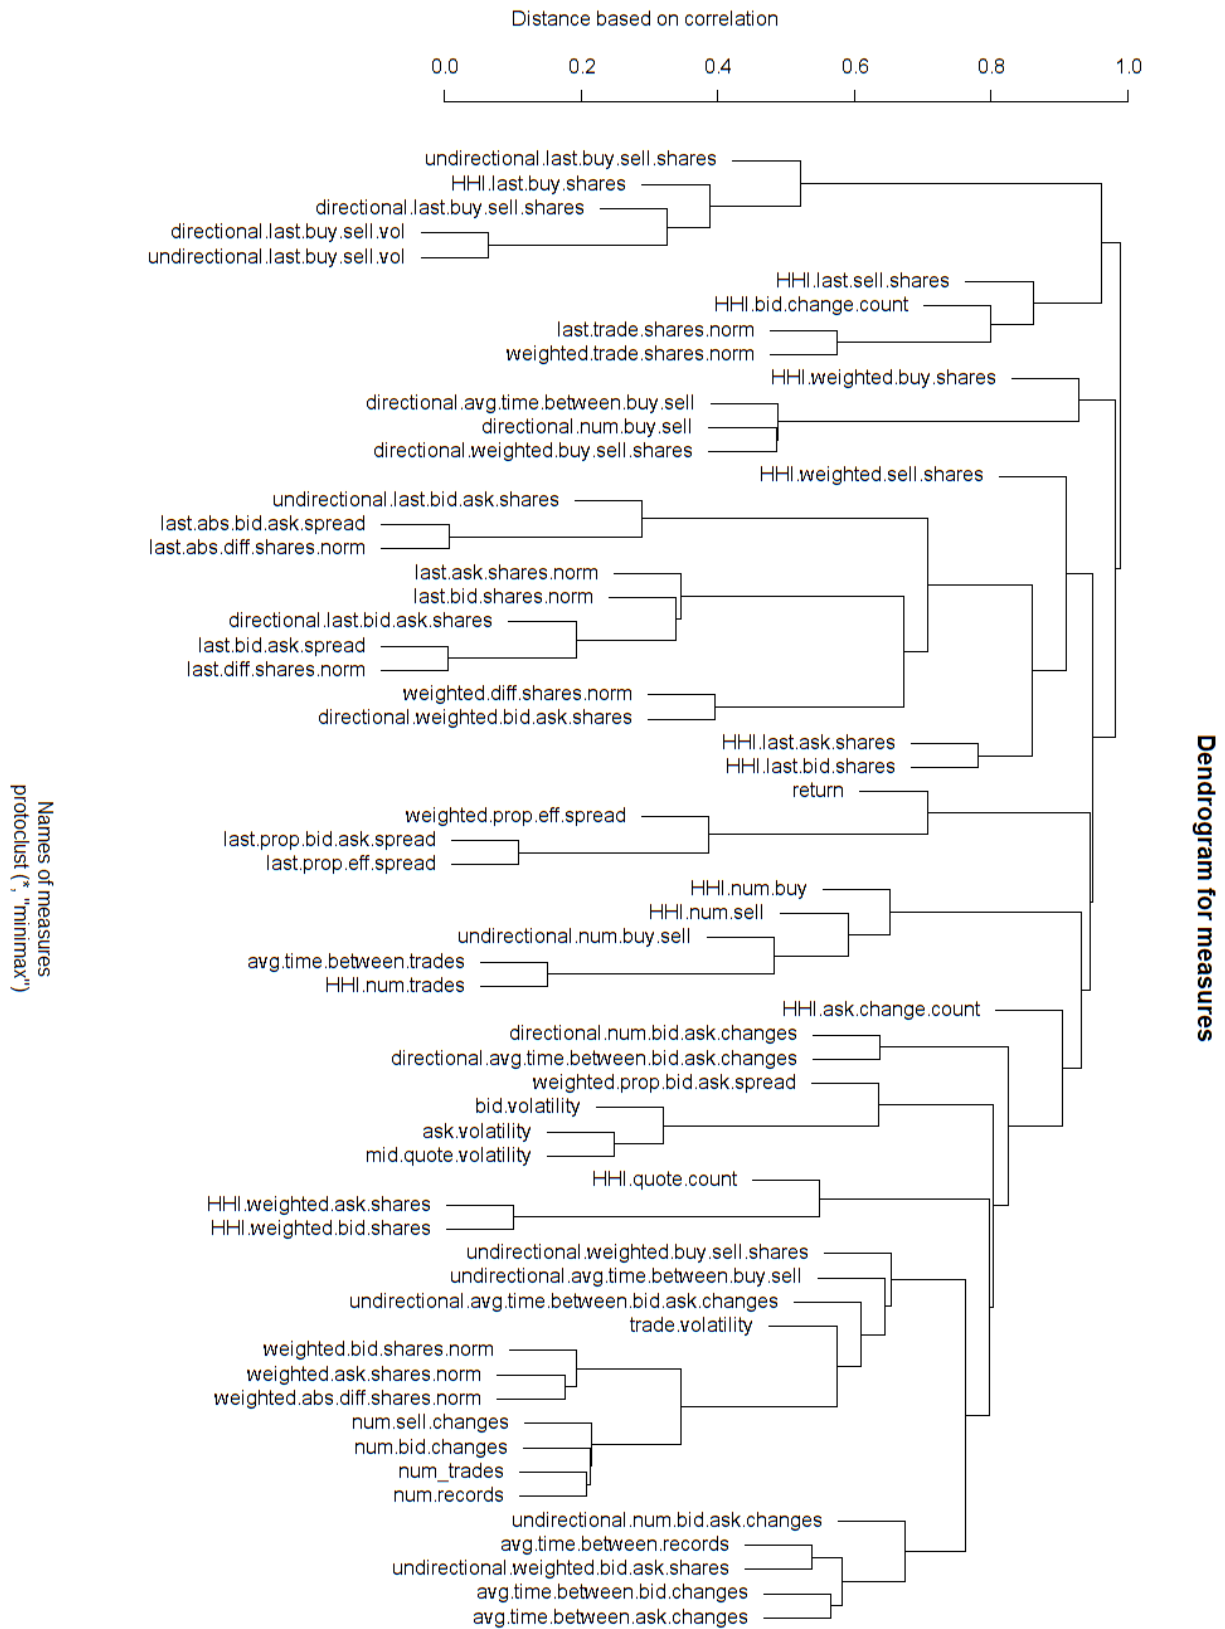 Distance based on correlation
0.0 0.2 0.4 0.6 0.8 1.0
undirectional.last.buy.sell.shares
HHI.last.buy.shares
directional.last.buy.sell.shares
directional.last.buy.sell.vol
undirectional.last.buy.sell.vol
HHI.last.sell.shares
HHI.bid.change.count
last.trade.shares.norm
weighted.trade.shares.norm
HHI.weighted.buy.shares
directional.avg.time.between.buy.sell
directional.num.buy.sell
directional.weighted.buy.sell.shares
HHI.weighted.sell.shares
undirectional.last.bid.ask.shares
last.abs.bid.ask.spread
last.abs.diff.shares.norm
last.ask.shares.norm
last.bid.shares.norm
directional.last.bid.ask.shares
last.bid.ask.spread
last.diff.shares.norm
weighted.diff.shares.norm
directional.weighted.bid.ask.shares
HHI.last.ask.shares
HHI.last.bid.shares
return
weighted.prop.eff.spread
last.prop.bid.ask.spread
last.prop.eff.spread
HHI.num.buy
HHI.num.sell
undirectional.num.buy.sell
avg.time.between.trades
HHI.num.trades
HHI.ask.change.count
directional.num.bid.ask.changes
directional.avg.time.between.bid.ask.changes
weighted.prop.bid.ask.spread
bid.volatility
ask.volatility
mid.quote.volatility
HHI.quote.count
HHI.weighted.ask.shares
HHI.weighted.bid.shares
undirectional.weighted.buy.sell.shares
undirectional.avg.time.between.buy.sell
undirectional.avg.time.between.bid.ask.changes
trade.volatility
weighted.bid.shares.norm
weighted.ask.shares.norm
weighted.abs.diff.shares.norm
num.sell.changes
num.bid.changes
num_trades
num.records
undirectional.num.bid.ask.changes
avg.time.between.records
undirectional.weighted.bid.ask.shares
avg.time.between.bid.changes
avg.time.between.ask.changes
Dendrogram for measures
Names of measures
protoclust (*, "minimax")